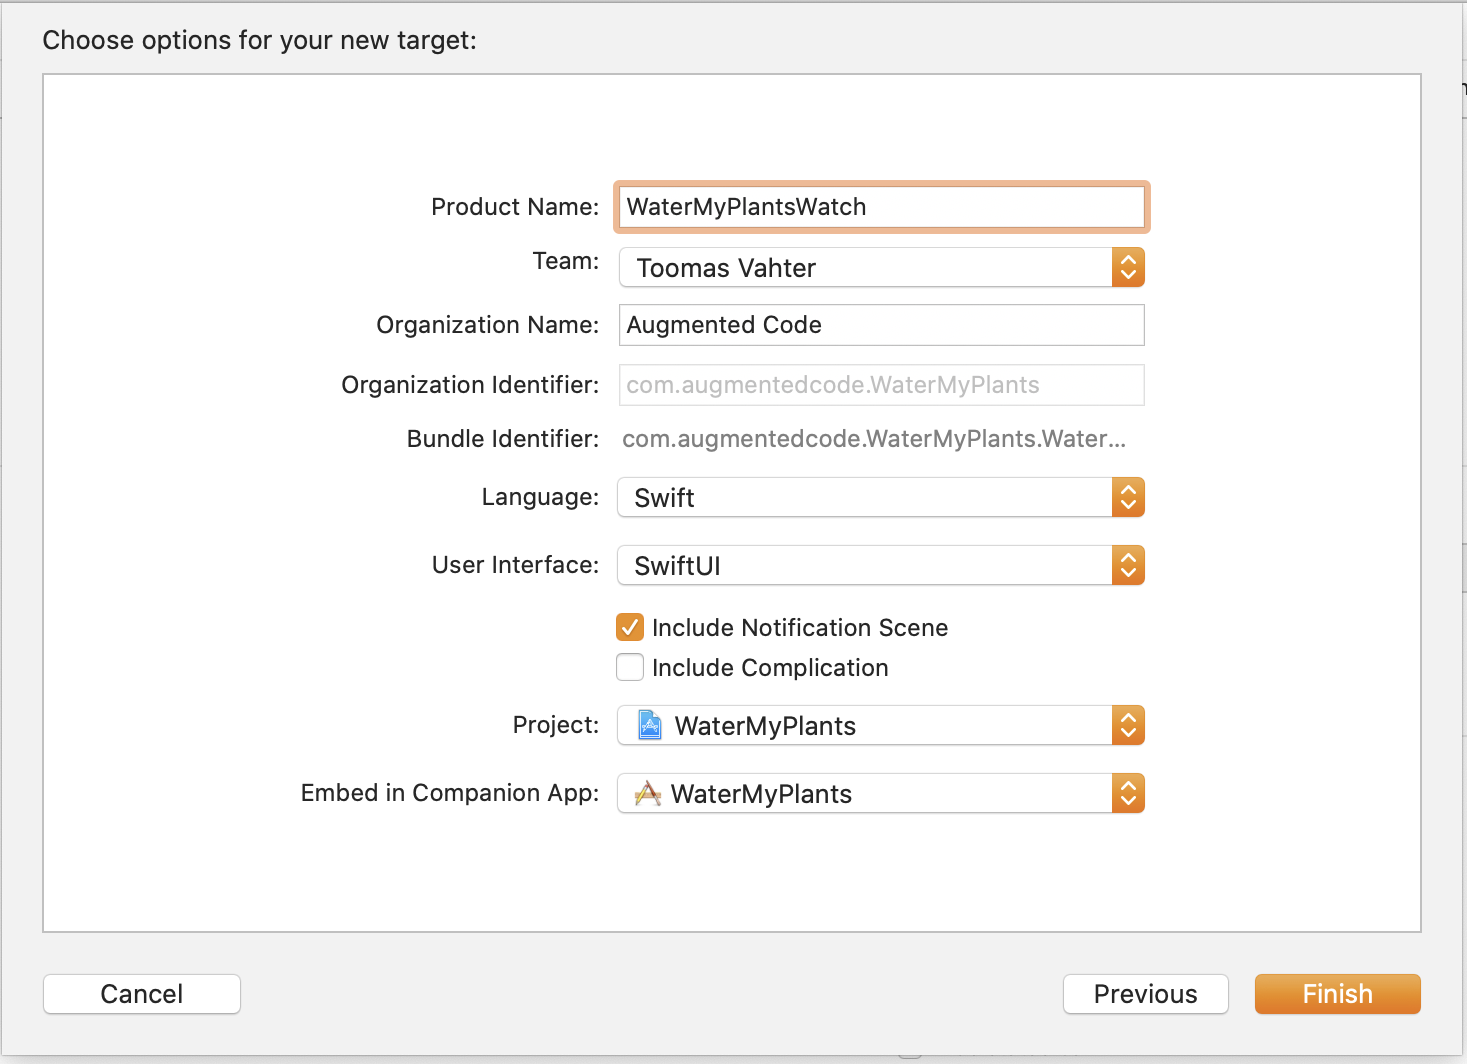 Choose options for your new target:
Product Name: WaterMyPlantsWatch
Team: Toomas Vahter
Organization Name: Augmented Code
Organization Identifier: com.augmentedcode.WaterMyPlants
Bundle Identifier: com.augmentedcode.WaterMyPlants.Water...
Language: Swift
User Interface: SwiftUI
Include Notification Scene
Include Complication
Project: WaterMyPlants
Embed in Companion App: WaterMyPlants
Cancel Previous Finish